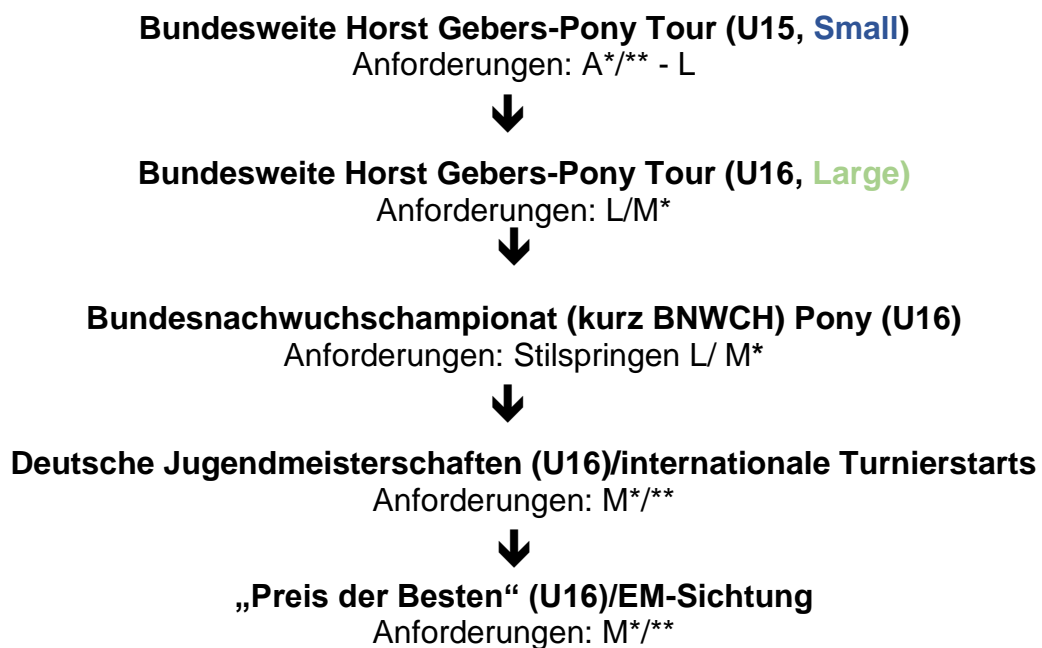 Bundesweite Horst Gebers-Pony Tour (U15, Small)
Anforderungen: A*/** - L
Bundesweite Horst Gebers-Pony Tour (U16, Large)
Anforderungen: L/M*
Bundesnachwuchschampionat (kurz BNWCH) Pony (U16)
Anforderungen: Stilspringen L/ M*
Deutsche Jugendmeisterschaften (U16)/internationale Turnierstarts
Anforderungen: M*/**
„Preis der Besten“ (U16)/EM-Sichtung
Anforderungen: M*/**